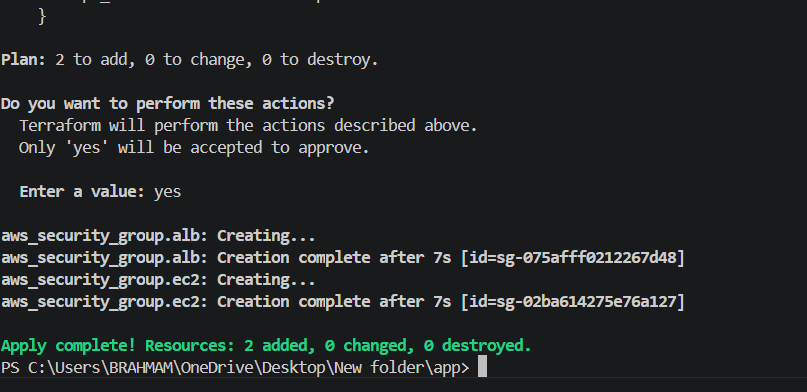 }
Plan: 2 to add, 0 to change, 0 to destroy.
Do you want to perform these actions?
Terraform will perform the actions described above.
Only 'yes' will be accepted to approve.
Enter a value: yes
aws_security_group.alb: Creating...
aws_security_group.alb: Creation complete after 7s [id=sg-075afff0212267d48]
aws_security_group.ec2: Creating...
aws_security_group.ec2: Creation complete after 7s [id=sg-02ba614275e76a127]
Apply complete! Resources: 2 added, 0 changed, 0 destroyed.
PS C:\Users\BRAHMAM\OneDrive\Desktop\New folder\app>